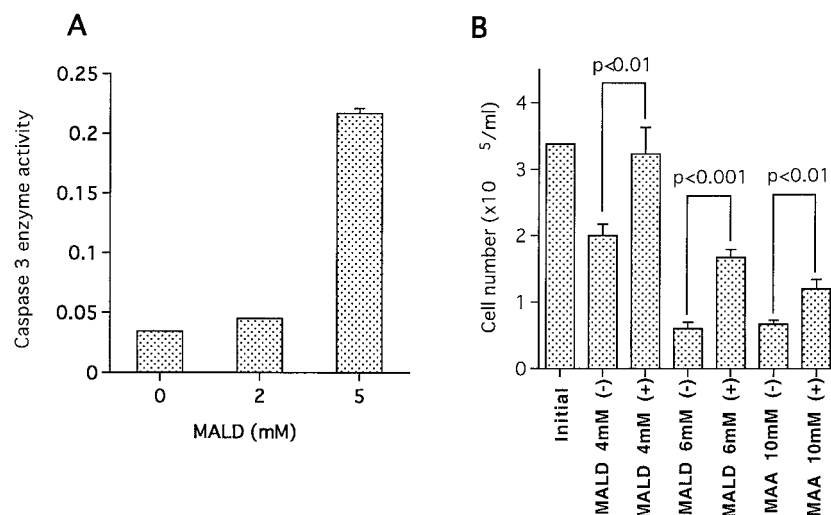 A
Caspase 3 enzyme activity
0.25
0.2
0.15
0.1
0.05
0
0
2
5
MALD (mM)
B
Cell number (x10 5/ml)
4
3
2
1
0
p<0.01
p<0.001
p<0.01
Initial
MALD 4mM (-)
MALD 4mM (+)
MALD 6mM (-)
MALD 6mM (+)
MAA 10mM (-)
MAA 10mM (+)